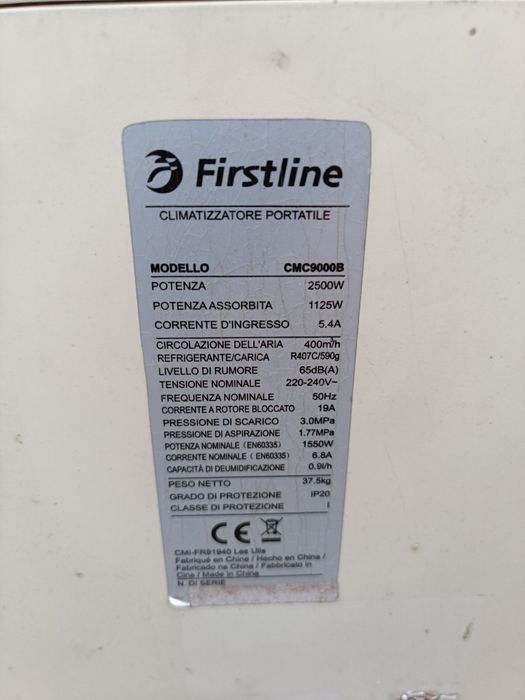 Firstline
CLIMATIZZATORE PORTATILE
MODELLO CMC9000B
POTENZA 2500W
POTENZA ASSORBITA 1125W
CORRENTE D'INGRESSO 5.4A
CIRCOLAZIONE DELL'ARIA 400m³/h
REFRIGERANTE/CARICA R407C/590g
LIVELLO DI RUMORE 65dB(A)
TENSIONE NOMINALE 220-240V~
FREQUENZA NOMINALE 50Hz
CORRENTE A ROTORE BLOCCATO 19A
PRESSIONE DI SCARICO 3.0MPa
PRESSIONE DI ASPIRAZIONE 1.77MPa
POTENZA NOMINALE (EN60335) 1550W
CORRENTE NOMINALE (EN60335) 6.8A
CAPACITÀ DI DEUMIDIFICAZIONE 0.9l/h
PESO NETTO 37.5kg
GRADO DI PROTEZIONE IP20
CLASSE DI PROTEZIONE I
CE
CMI-FR91940 Les Ulis
Fabriqué en Chine / Hecho en China /
Fabricado na China / Fabbricato in
Cina / Made in China
N. DI SERIE